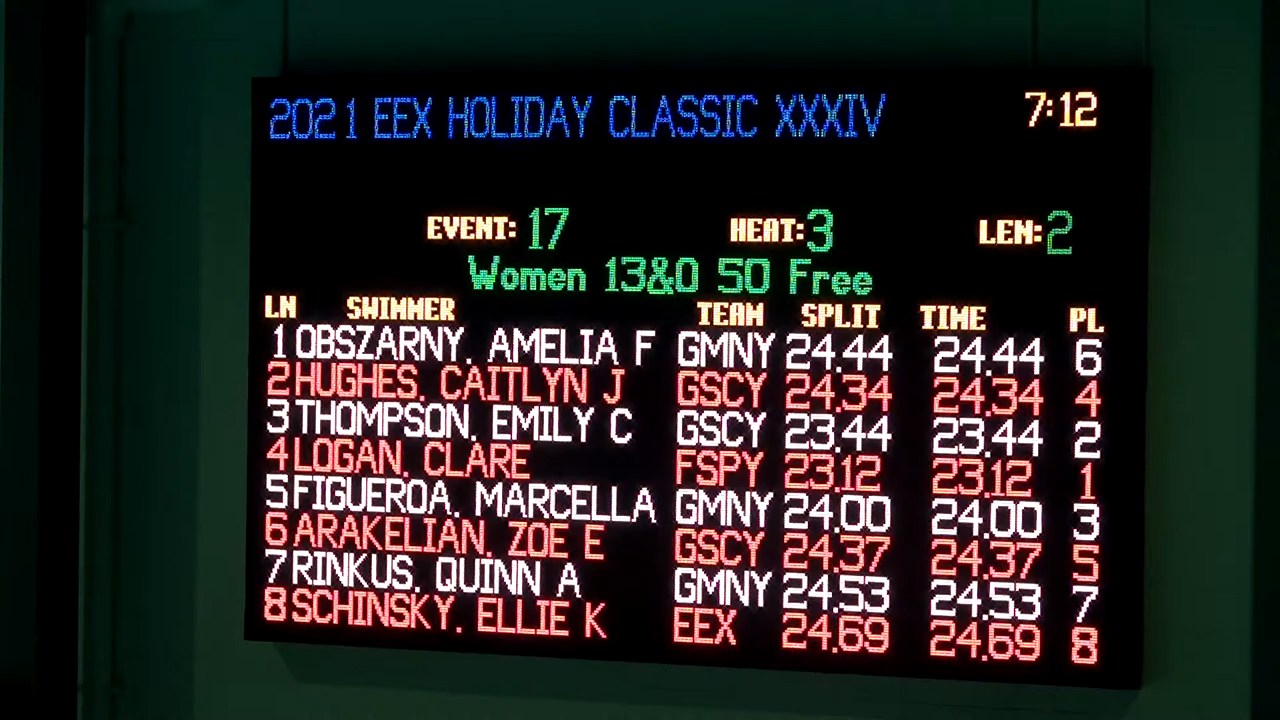 2021 EEX HOLIDAY CLASSIC XXXIV 7:12
EVENT: 17 HEAT: 3 LEN: 2
Women 13&O 50 Free
LN SWIMMER TEAM SPLIT TIME PL
1 OBSZARNY, AMELIA F GMNY 24.44 24.44 6
2 HUGHES, CAITLYN J GSCY 24.34 24.34 4
3 THOMPSON, EMILY C GSCY 23.44 23.44 2
4 LOGAN, CLARE FSPY 23.12 23.12 1
5 FIGUEROA, MARCELLA GMNY 24.00 24.00 3
6 ARAKELIAN, ZOE E GSCY 24.37 24.37 5
7 RINKUS, QUINN A GMNY 24.53 24.53 7
8 SCHINSKY, ELLIE K EEX 24.69 24.69 8